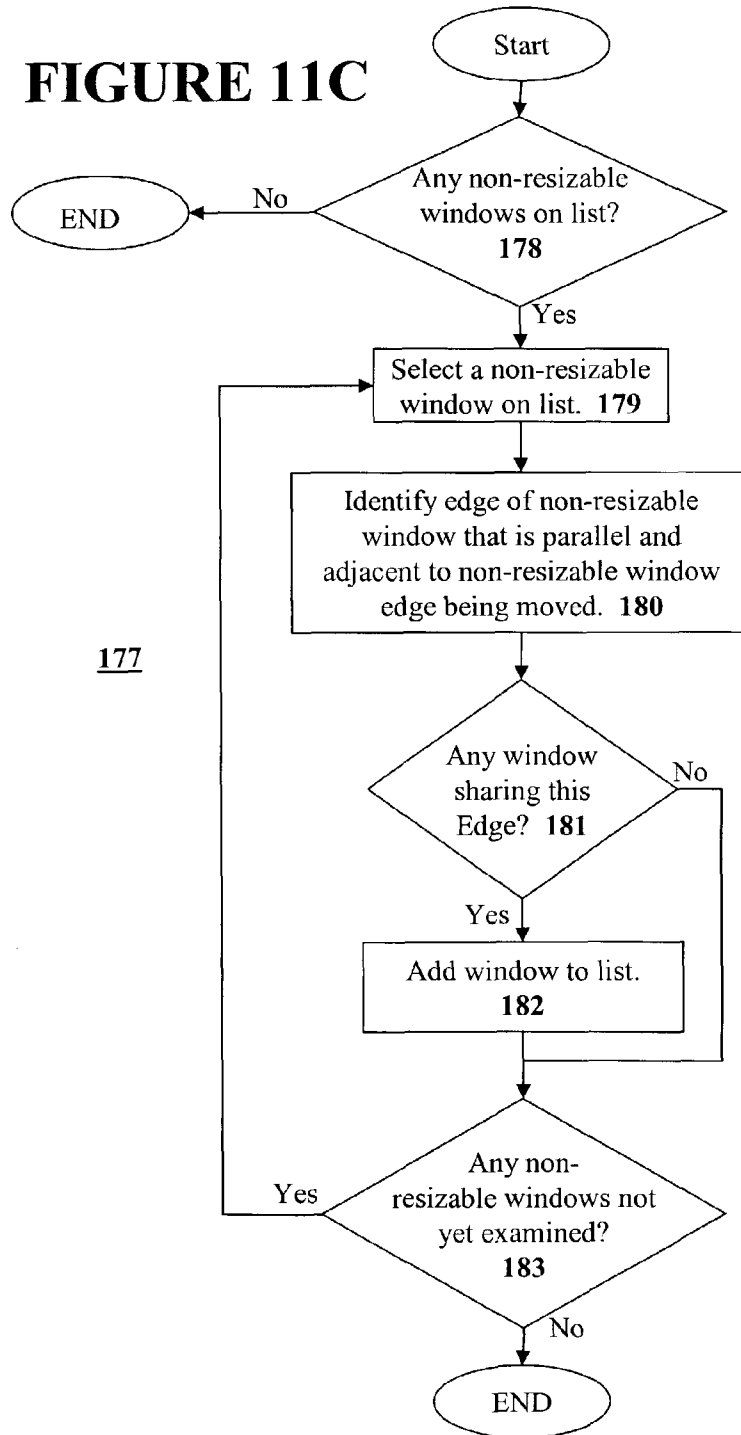 FIGURE 11C
Start
Any non-resizable
windows on list?
178
No
END
Yes
Select a non-resizable
window on list. 179
Identify edge of non-resizable
window that is parallel and
adjacent to non-resizable window
edge being moved. 180
177
Any window
sharing this
Edge? 181
No
Yes
Add window to list.
182
Any non-
resizable windows not
yet examined?
183
Yes
No
END